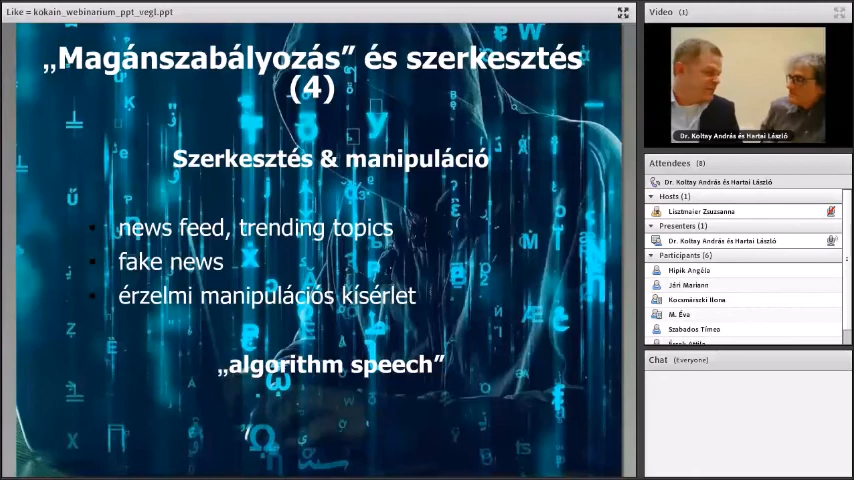 Like = kokain_webinarium_ppt_vegl.ppt
„Magánszabályozás” és szerkesztés
(4)
Szerkesztés & manipuláció
news feed, trending topics
fake news
érzelmi manipulációs kísérlet
„algorithm speech”
Video (1)
Dr. Koltay András és Hartai László
Attendees (8)
Dr. Koltay András és Hartai László
Hosts (1)
Lisztmaier Zsuzsanna
Presenters (1)
Dr. Koltay András és Hartai László
Participants (6)
Hipik Angéla
Jári Mariann
Kocsmárszki Ilona
M. Éva
Szabados Tímea
Chat (Everyone)